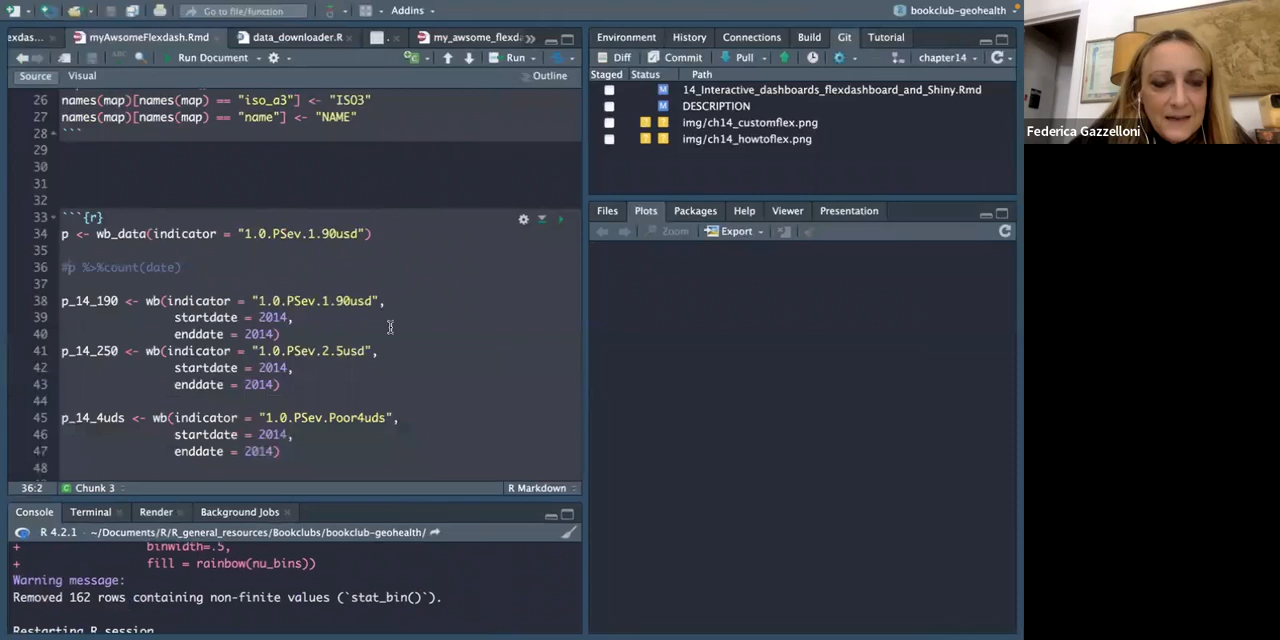 Go to file/function
Addins
bookclub-geohealth
exdas...
myAwsomeFlexdash.Rmd
data_downloader.R
my_awsome_flexd
Run Document
Run
Source
Visual
Outline
26 names(map)[names(map) == "iso_a3"] <- "ISO3"
27 names(map)[names(map) == "name"] <- "NAME"
28 ```
29
30
31
32
33 ```{r}
34 p <- wb_data(indicator = "1.0.PSev.1.90usd")
35
36 #p %>%count(date)
37
38 p_14_190 <- wb(indicator = "1.0.PSev.1.90usd",
39 startdate = 2014,
40 enddate = 2014)
41 p_14_250 <- wb(indicator = "1.0.PSev.2.5usd",
42 startdate = 2014,
43 enddate = 2014)
44
45 p_14_4uds <- wb(indicator = "1.0.PSev.Poor4uds",
46 startdate = 2014,
47 enddate = 2014)
48
36:2
Chunk 3
R Markdown
Console
Terminal
Render
Background Jobs
R 4.2.1 · ~/Documents/R/R_general_resources/Bookclubs/bookclub-geohealth/
+ binwidth=.5,
+ fill = rainbow(nu_bins))
Warning message:
Removed 162 rows containing non-finite values (`stat_bin()`).
Restarting R session
Environment
History
Connections
Build
Git
Tutorial
Diff
Commit
Pull
chapter14
Staged
Status
Path
M 14_Interactive_dashboards_flexdashboard_and_Shiny.Rmd
M DESCRIPTION
? ? img/ch14_customflex.png
? ? img/ch14_howtoflex.png
Files
Plots
Packages
Help
Viewer
Presentation
Zoom
Export
Federica Gazzelloni